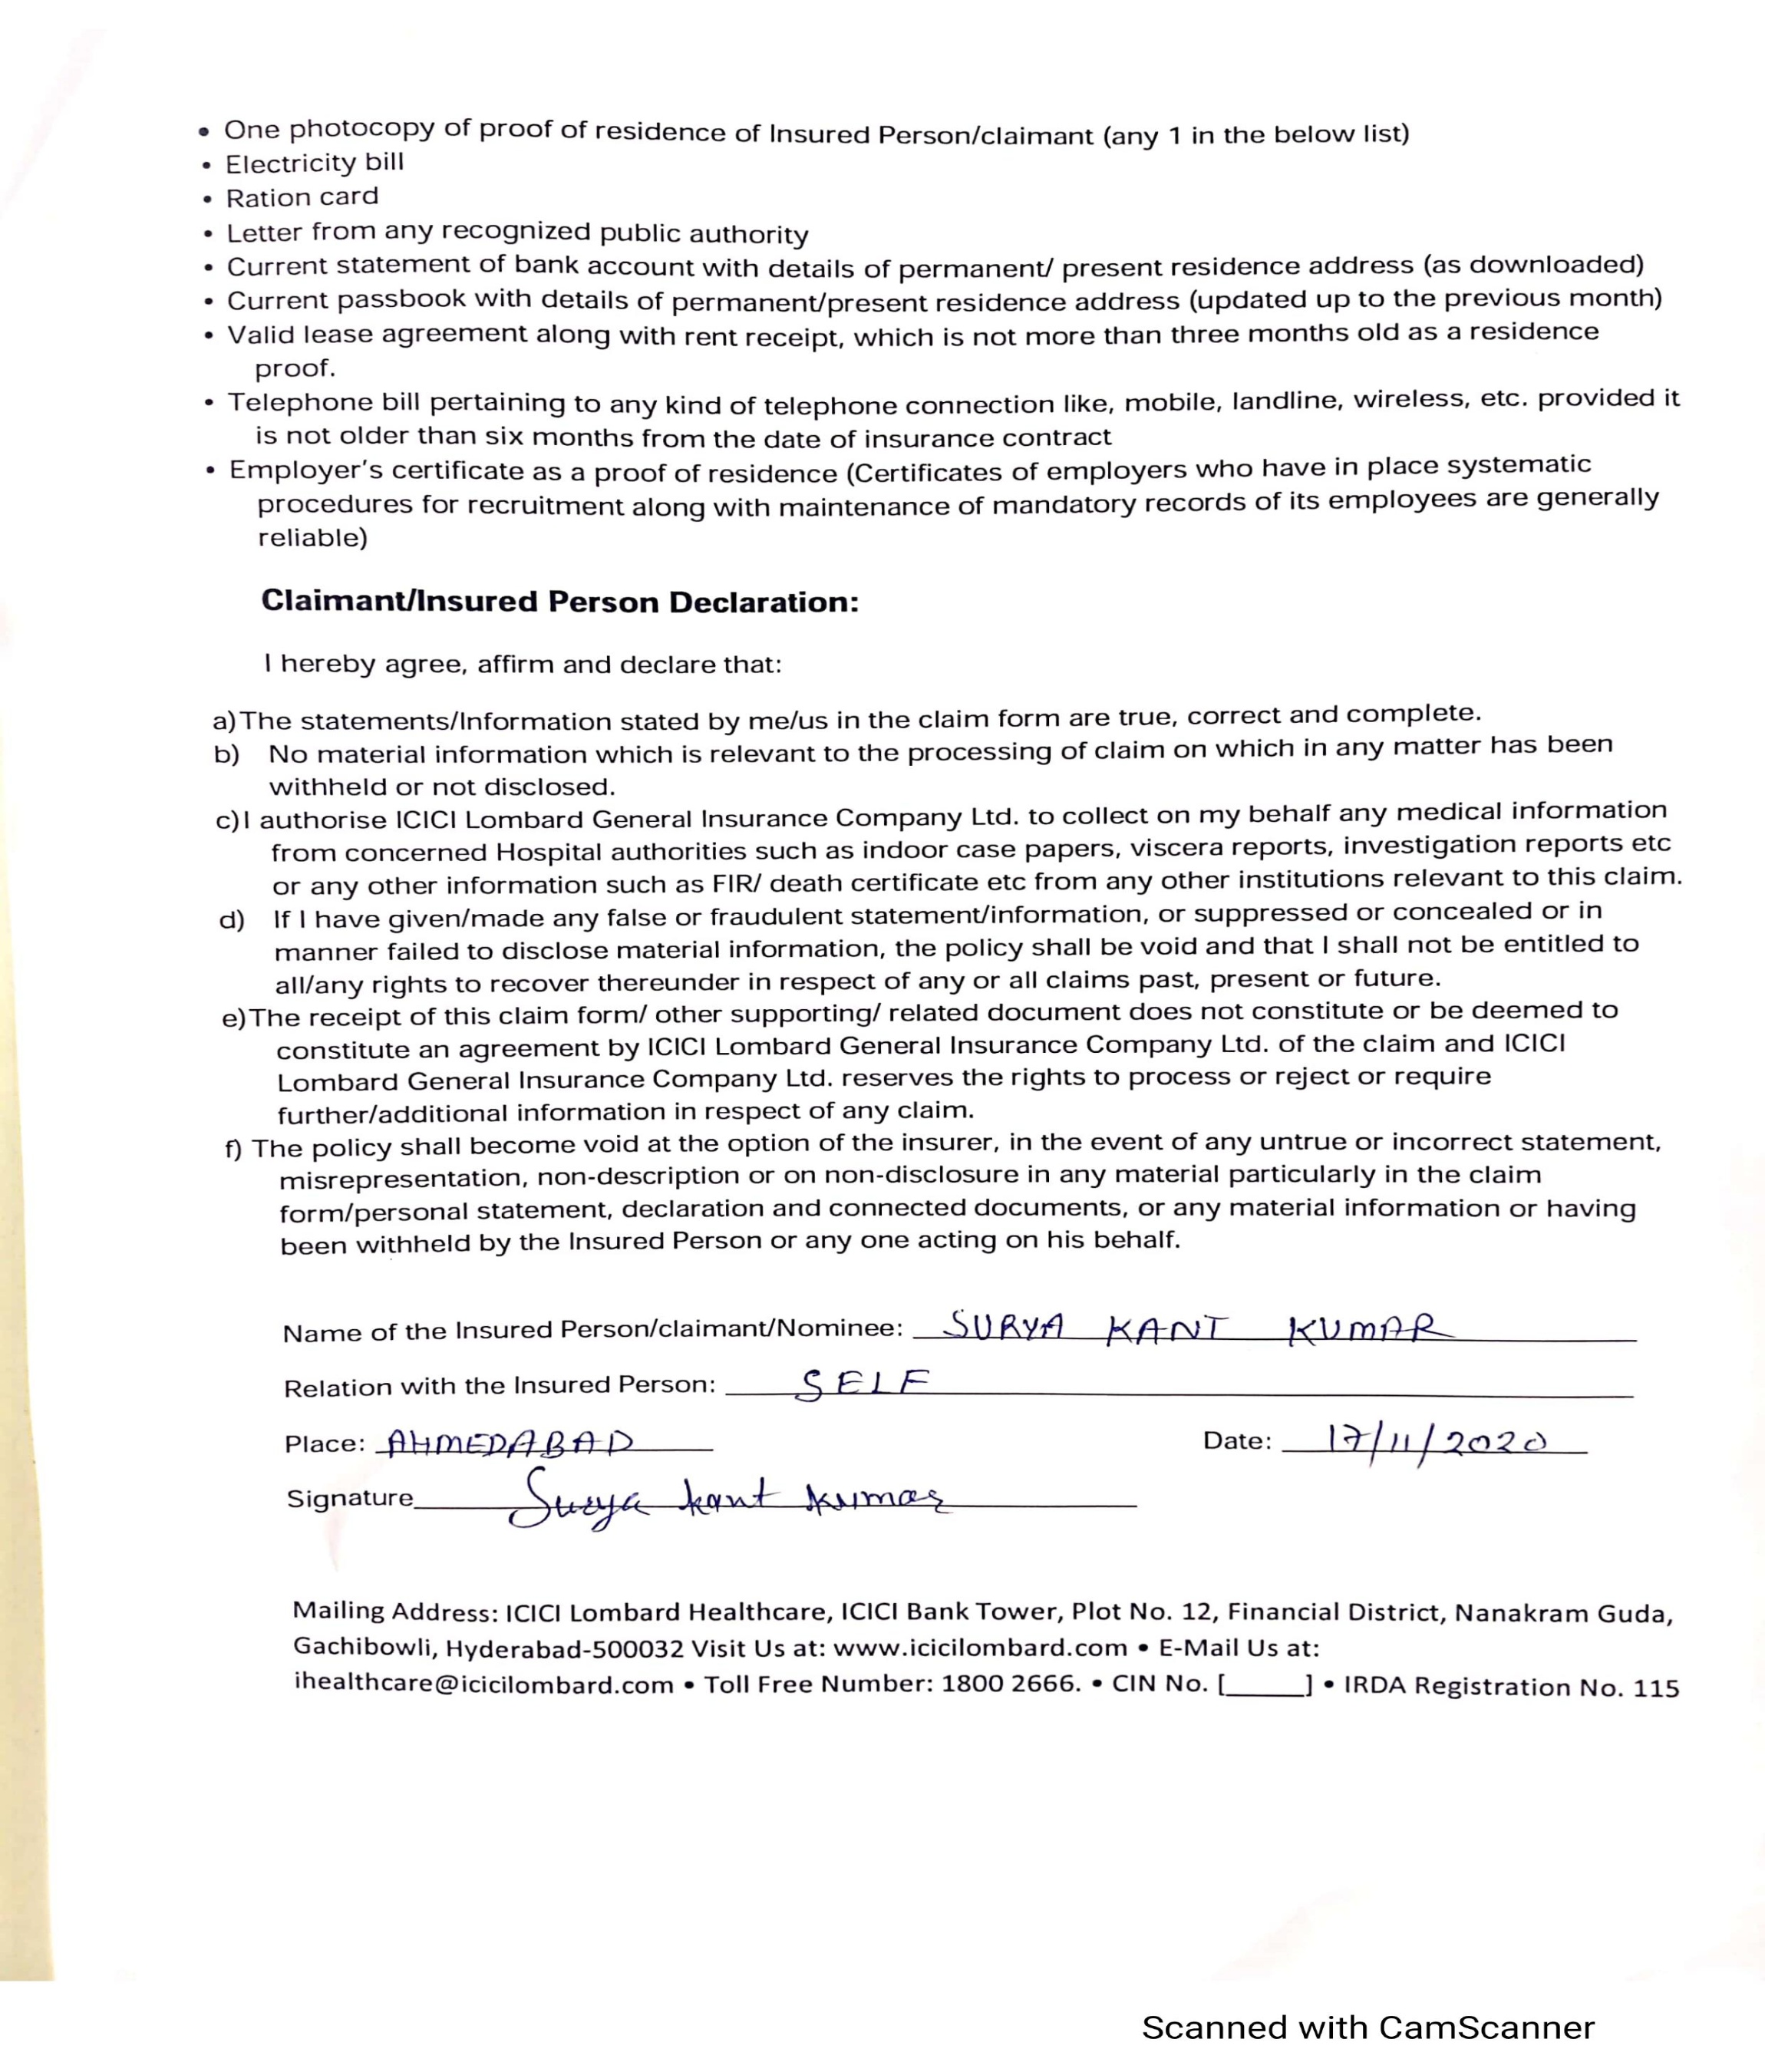 • One photocopy of proof of residence of Insured Person/claimant (any 1 in the below list)
• Electricity bill
• Ration card
• Letter from any recognized public authority
• Current statement of bank account with details of permanent/ present residence address (as downloaded)
• Current passbook with details of permanent/present residence address (updated up to the previous month)
• Valid lease agreement along with rent receipt, which is not more than three months old as a residence
proof.
• Telephone bill pertaining to any kind of telephone connection like, mobile, landline, wireless, etc. provided it
is not older than six months from the date of insurance contract
• Employer's certificate as a proof of residence (Certificates of employers who have in place systematic
procedures for recruitment along with maintenance of mandatory records of its employees are generally
reliable)
Claimant/Insured Person Declaration:
I hereby agree, affirm and declare that:
a) The statements/Information stated by me/us in the claim form are true, correct and complete.
b) No material information which is relevant to the processing of claim on which in any matter has been
withheld or not disclosed.
c) I authorise ICICI Lombard General Insurance Company Ltd. to collect on my behalf any medical information
from concerned Hospital authorities such as indoor case papers, viscera reports, investigation reports etc
or any other information such as FIR/ death certificate etc from any other institutions relevant to this claim.
d) If I have given/made any false or fraudulent statement/information, or suppressed or concealed or in
manner failed to disclose material information, the policy shall be void and that I shall not be entitled to
all/any rights to recover thereunder in respect of any or all claims past, present or future.
e) The receipt of this claim form/ other supporting/ related document does not constitute or be deemed to
constitute an agreement by ICICI Lombard General Insurance Company Ltd. of the claim and ICICI
Lombard General Insurance Company Ltd. reserves the rights to process or reject or require
further/additional information in respect of any claim.
f) The policy shall become void at the option of the insurer, in the event of any untrue or incorrect statement,
misrepresentation, non-description or on non-disclosure in any material particularly in the claim
form/personal statement, declaration and connected documents, or any material information or having
been withheld by the Insured Person or any one acting on his behalf.
Name of the Insured Person/claimant/Nominee: SURYA KANT KUMAR
Relation with the Insured Person: SELF
Place: AHMEDABAD Date: 17/11/2020
Signature Surya kant kumar
Mailing Address: ICICI Lombard Healthcare, ICICI Bank Tower, Plot No. 12, Financial District, Nanakram Guda,
Gachibowli, Hyderabad-500032 Visit Us at: www.icicilombard.com • E-Mail Us at:
ihealthcare@icicilombard.com • Toll Free Number: 1800 2666. • CIN No. [_____] • IRDA Registration No. 115
Scanned with CamScanner